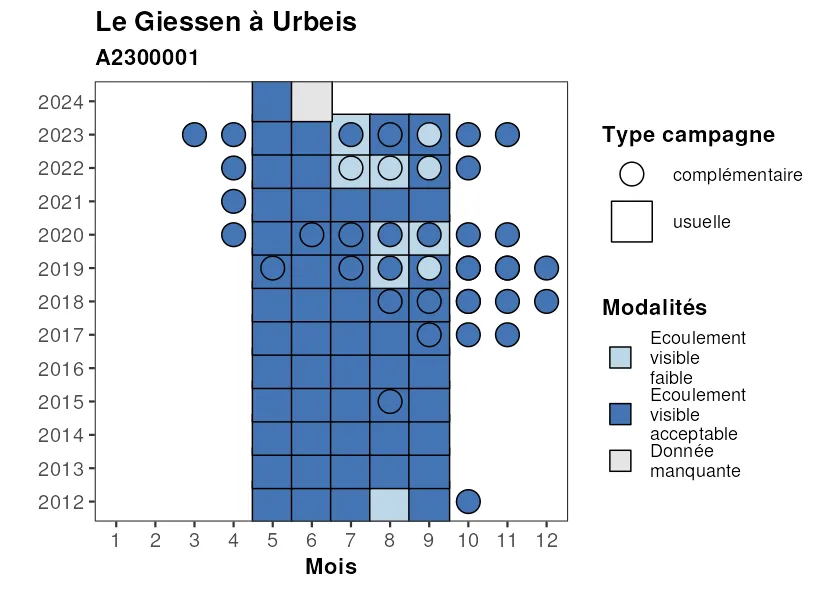 Le Giessen à Urbeis
A2300001
2024
2023
2022
2021
2020
2019
2018
2017
2016
2015
2014
2013
2012
1 2 3 4 5 6 7 8 9 10 11 12
Mois
Type campagne
complémentaire
usuelle
Modalités
Ecoulement
visible
faible
Ecoulement
visible
acceptable
Donnée
manquante